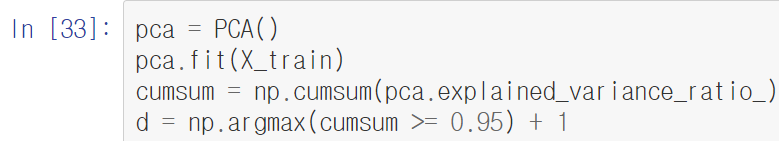 In [33]: pca = PCA()
pca.fit(X_train)
cumsum = np.cumsum(pca.explained_variance_ratio_)
d = np.argmax(cumsum >= 0.95) + 1